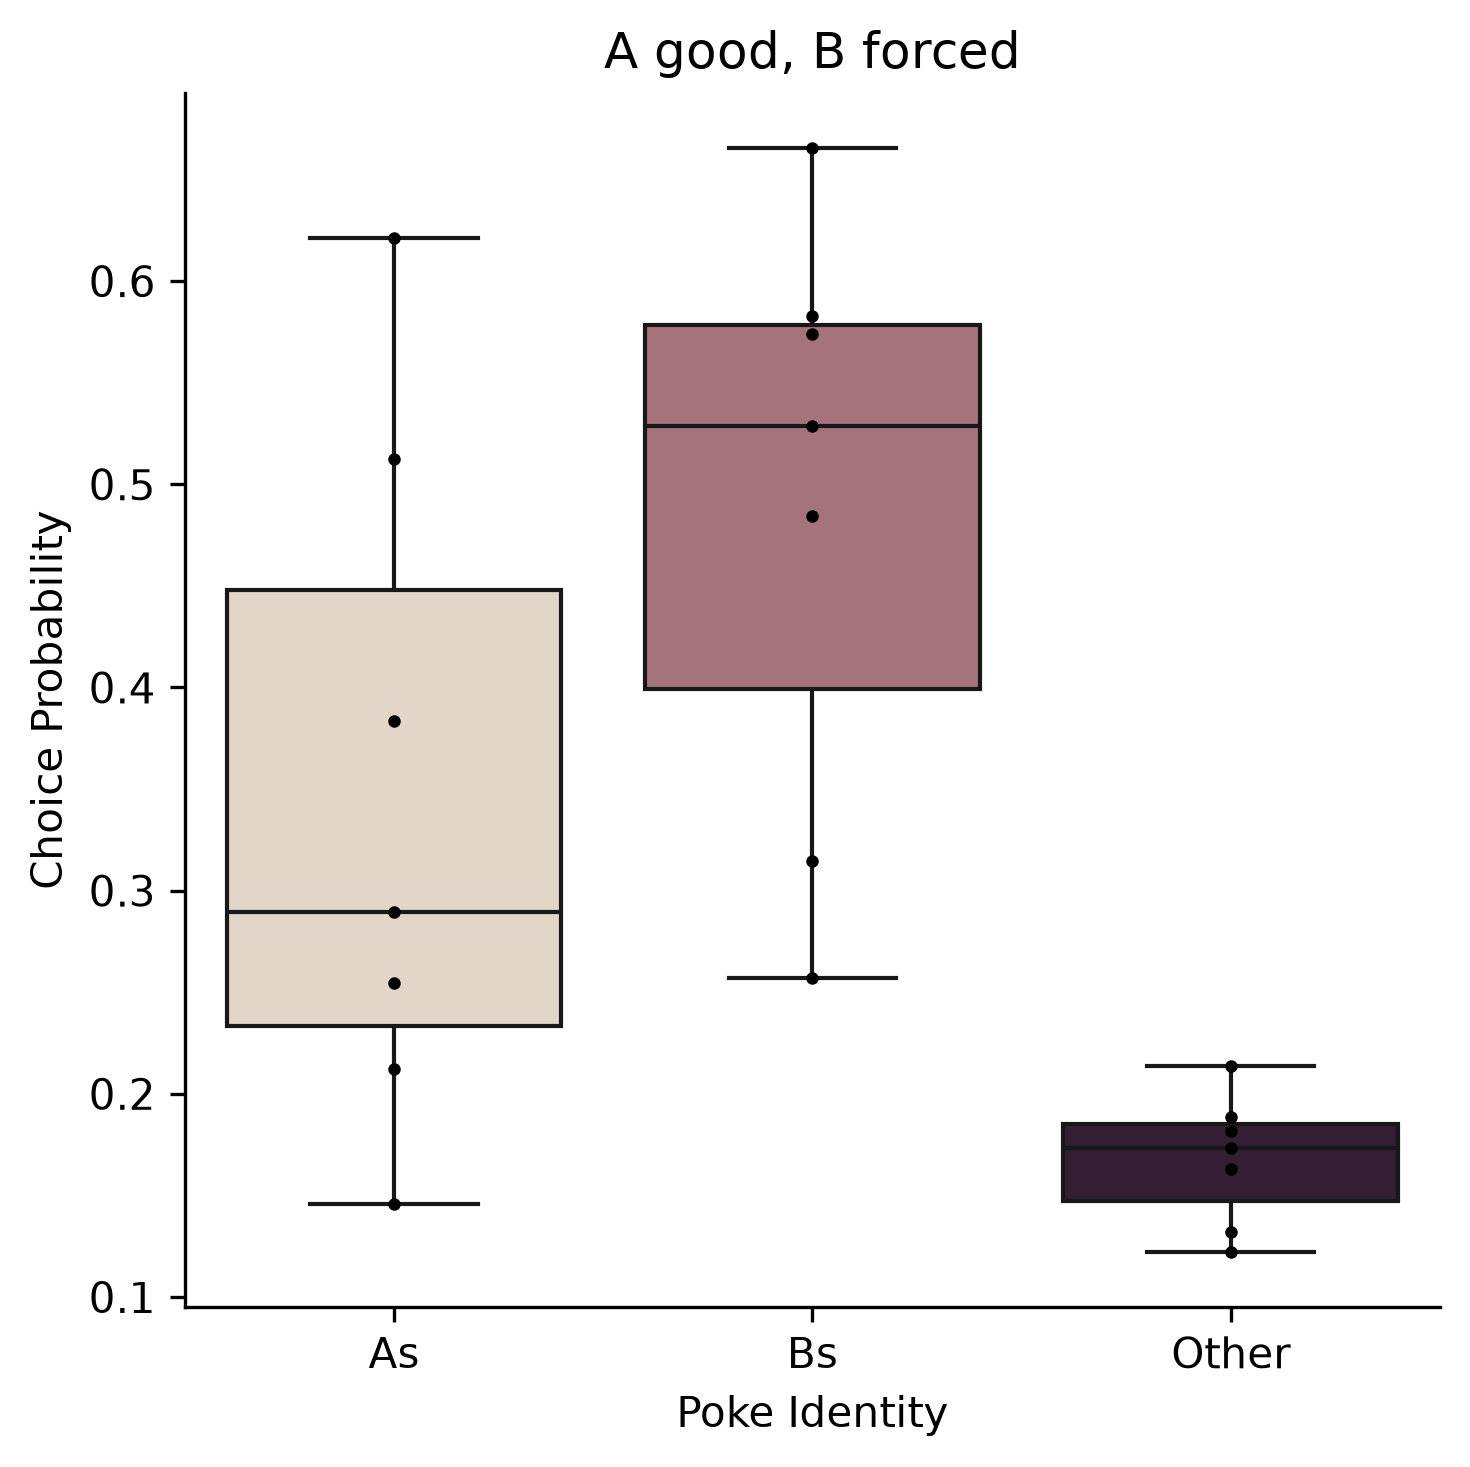 A good, B forced
Choice Probability
0.6
0.5
0.4
0.3
0.2
0.1
As
Bs
Other
Poke Identity